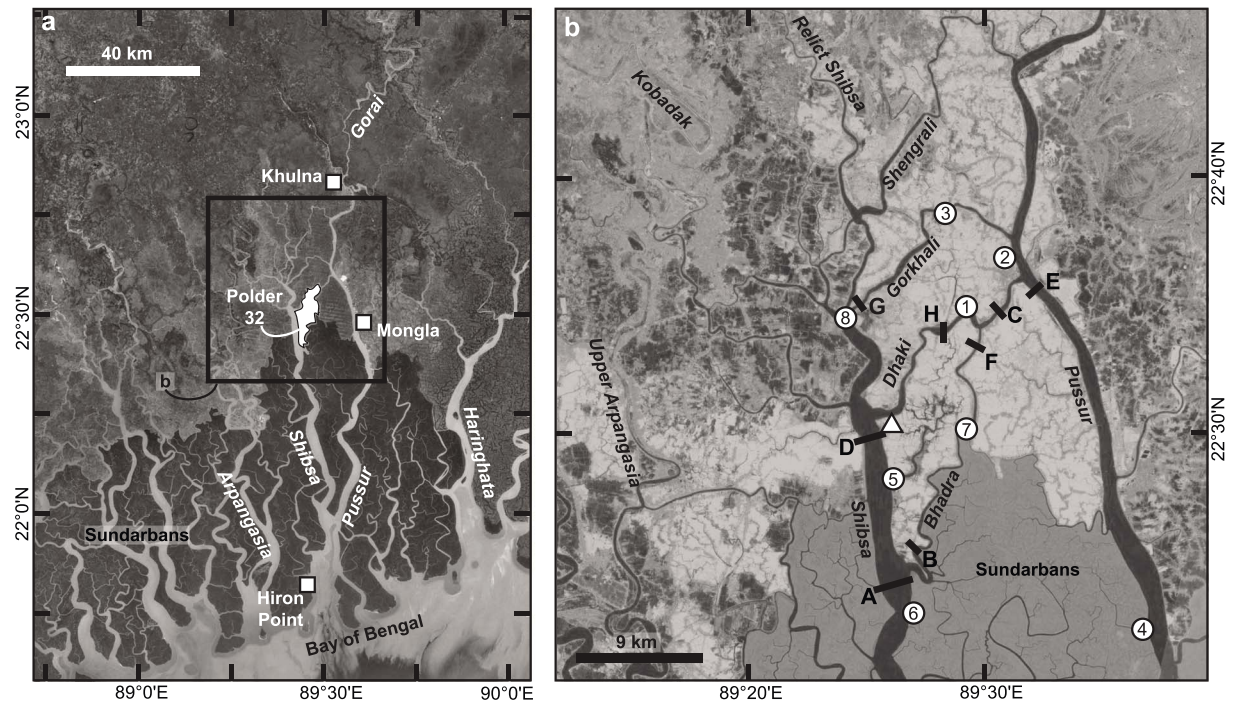 a
40 km
Gorai
Khulna
Polder
32
Mongla
b
Shibsa
Pussur
Haringhata
Arpangasia
Sundarbans
Hiron
Point
Bay of Bengal
23°0'N
22°30'N
22°0'N
89°0'E
89°30'E
90°0'E
b
Relict Shibsa
Kobadak
Shengrali
3
2
Gorkhali
E
G
8
H
1
C
F
Dhaki
Upper Arpangasia
Pussur
D
7
5
Bhadra
Shibsa
B
Sundarbans
A
6
4
9 km
22°40'N
22°30'N
89°20'E
89°30'E